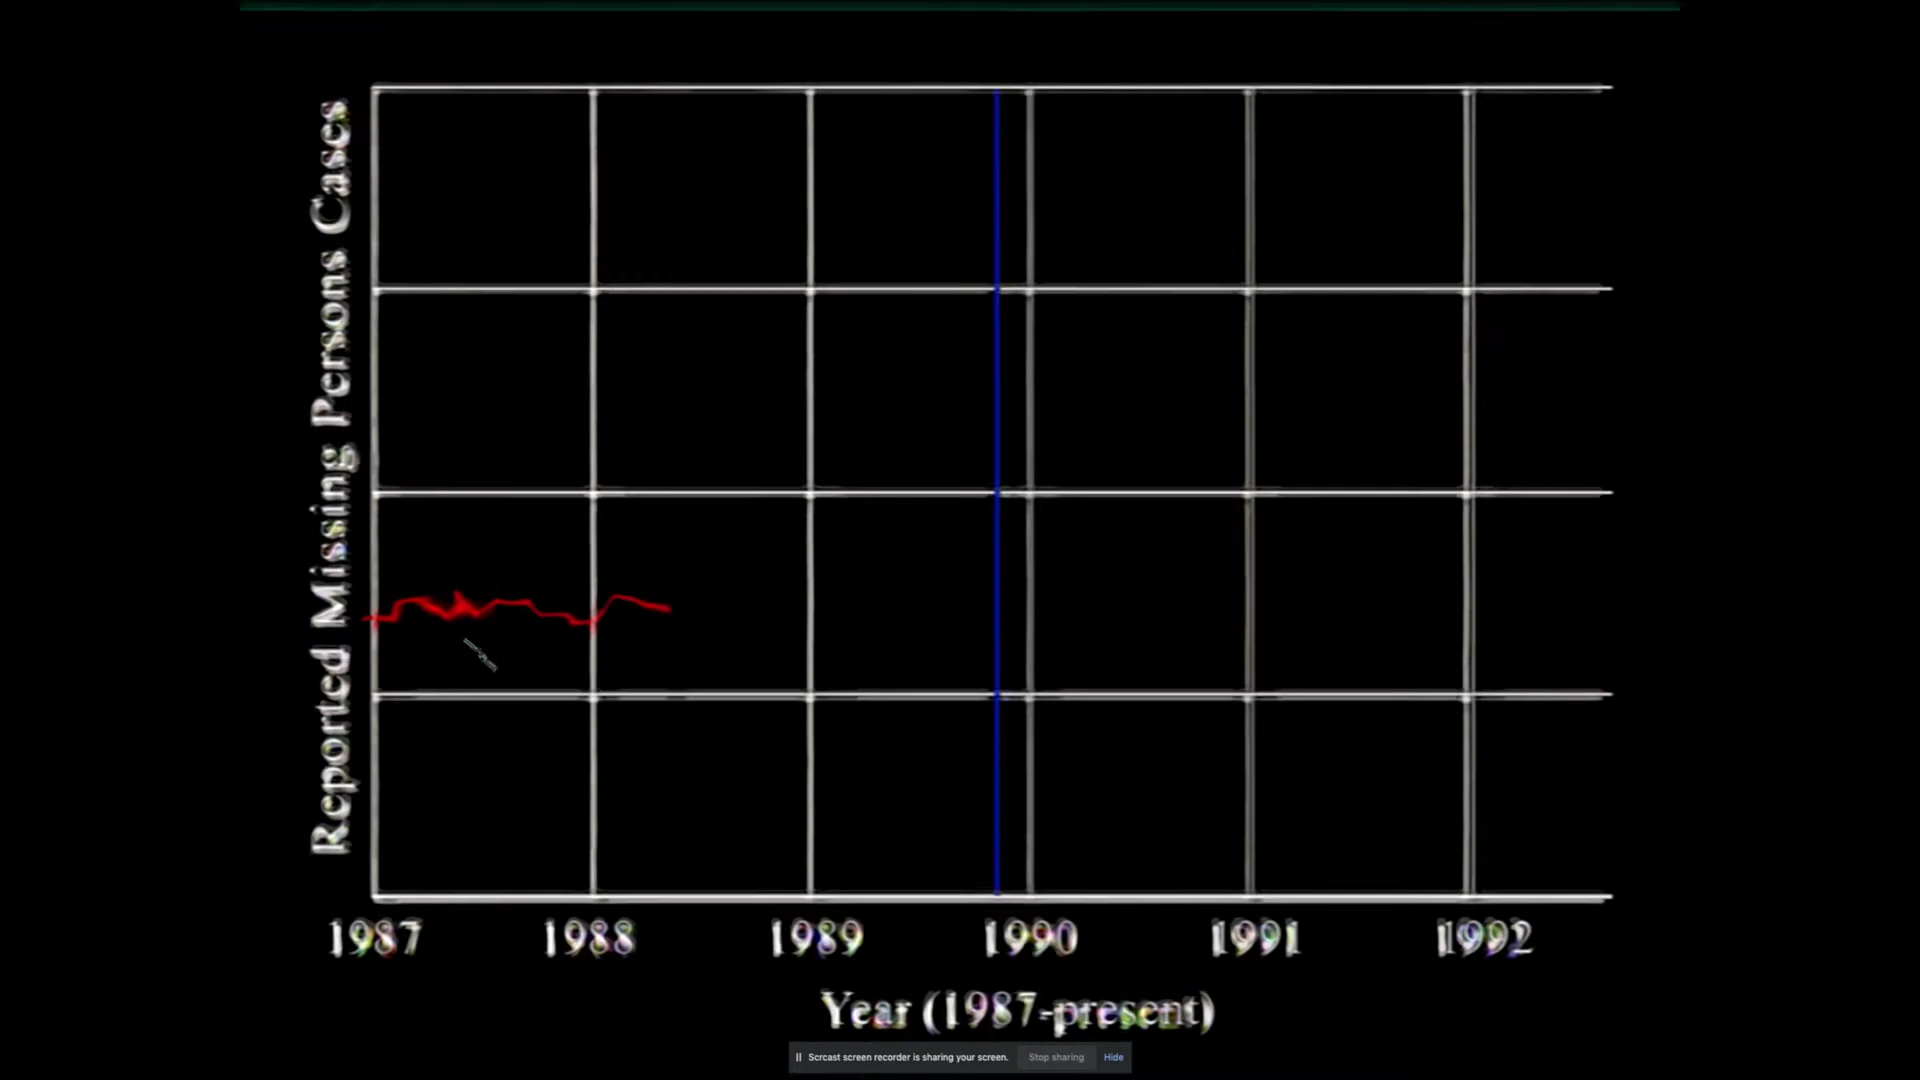 Reported Missing Persons Cases
1987 1988 1989 1990 1991 1992
Year (1987-present)
Scrcast screen recorder is sharing your screen. Stop sharing Hide